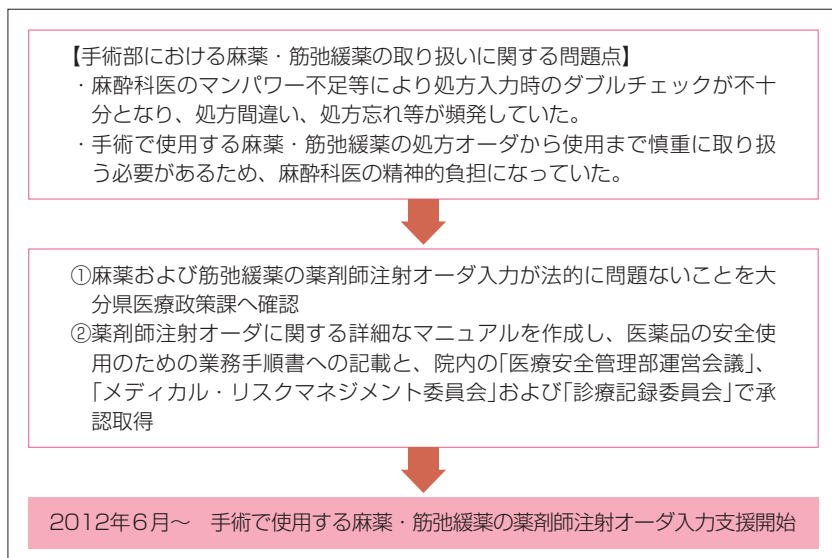 【手術部における麻薬・筋弛緩薬の取り扱いに関する問題点】
・麻酔科医のマンパワー不足等により処方入力時のダブルチェックが不十
分となり、処方間違い、処方忘れ等が頻発していた。
・手術で使用する麻薬・筋弛緩薬の処方オーダから使用まで慎重に取り扱
う必要があるため、麻酔科医の精神的負担になっていた。
①麻薬および筋弛緩薬の薬剤師注射オーダ入力が法的に問題ないことを大
分県医療政策課へ確認
②薬剤師注射オーダに関する詳細なマニュアルを作成し、医薬品の安全使
用のための業務手順書への記載と、院内の「医療安全管理部運営会議」、
「メディカル・リスクマネジメント委員会」および「診療記録委員会」で承
認取得
2012年6月～　手術で使用する麻薬・筋弛緩薬の薬剤師注射オーダ入力支援開始